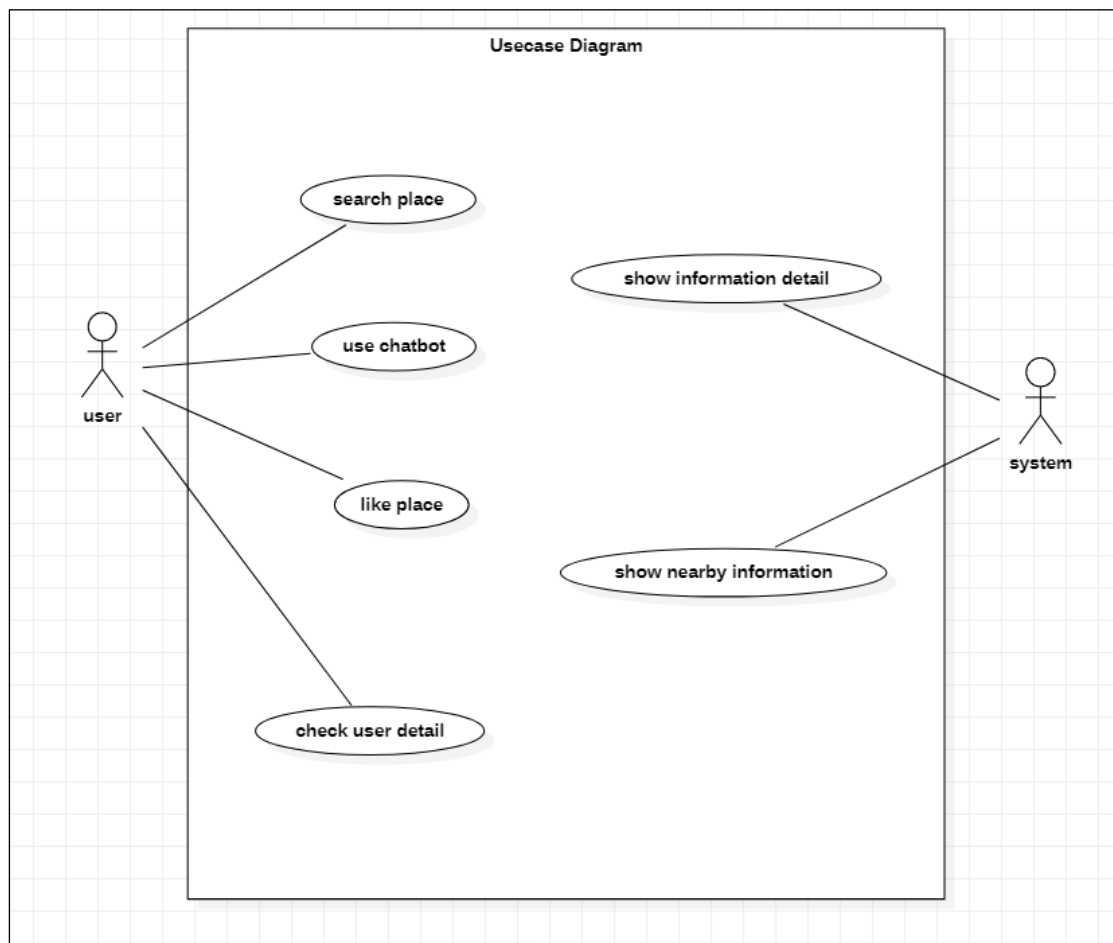 Usecase Diagram
search place
show information detail
use chatbot
user
system
like place
show nearby information
check user detail